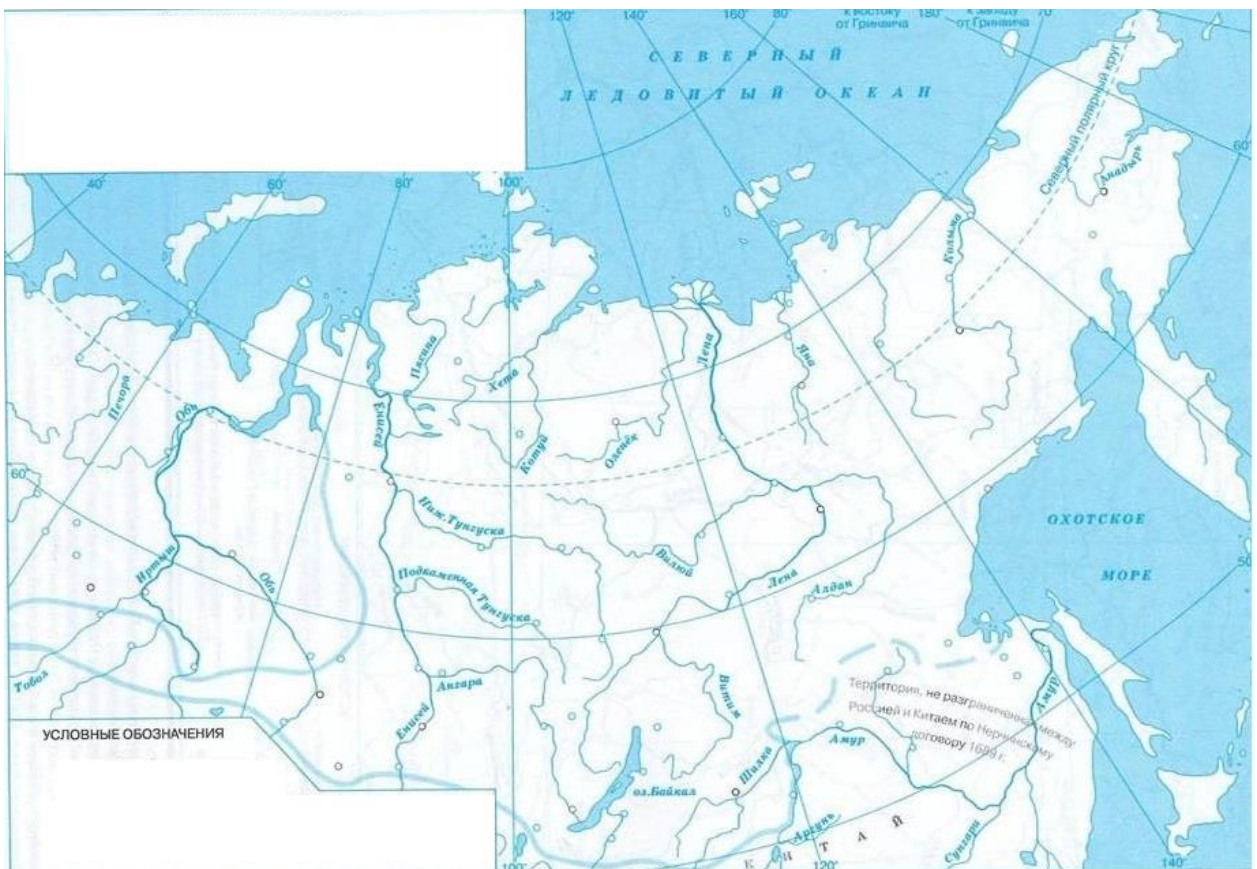 120° 140° 160° 80° к востоку от Гринвича 180° к западу от Гринвича 70°
СЕВЕРНЫЙ
ЛЕДОВИТЫЙ ОКЕАН
Северный полярный круг
60°
Анадырь
40° 60° 80° 100°
Колыма
Печора
Обь
Енисей
Пясина
Хета
Котуй
Оленёк
Лена
Яна
60°
Ниж. Тунгуска
Вилюй
ОХОТСКОЕ
МОРЕ
50
Иртыш
Обь
Подкаменная Тунгуска
Лена
Алдан
Тобол
Ангара
Енисей
Витим
Амур
Территория, не разграниченная между
Россией и Китаем по Нерчинскому
договору 1689 г.
Амур
УСЛОВНЫЕ ОБОЗНАЧЕНИЯ
оз.Байкал
Шилка
Аргунь
КИТАЙ
Сунгари
100° 120° 140°